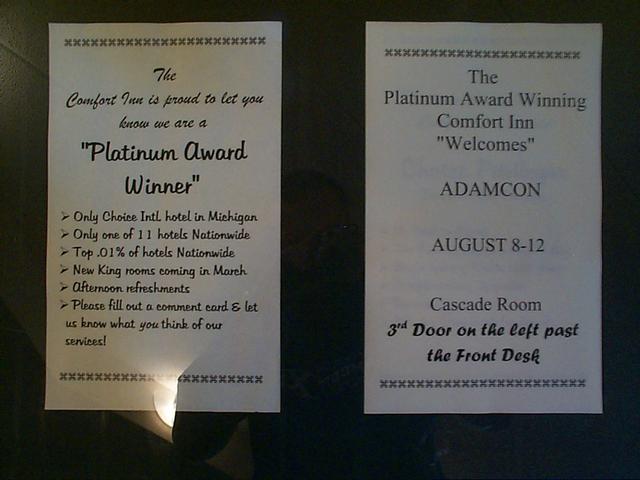 The
Comfort Inn is proud to let you
know we are a
"Platinum Award
Winner"
➢ Only Choice Intl. hotel in Michigan
➢ Only one of 11 hotels Nationwide
➢ Top .01% of hotels Nationwide
➢ New King rooms coming in March
➢ Afternoon refreshments
➢ Please fill out a comment card & let
us know what you think of our
services!
The
Platinum Award Winning
Comfort Inn
"Welcomes"
ADAMCON
AUGUST 8-12
Cascade Room
3rd Door on the left past
the Front Desk